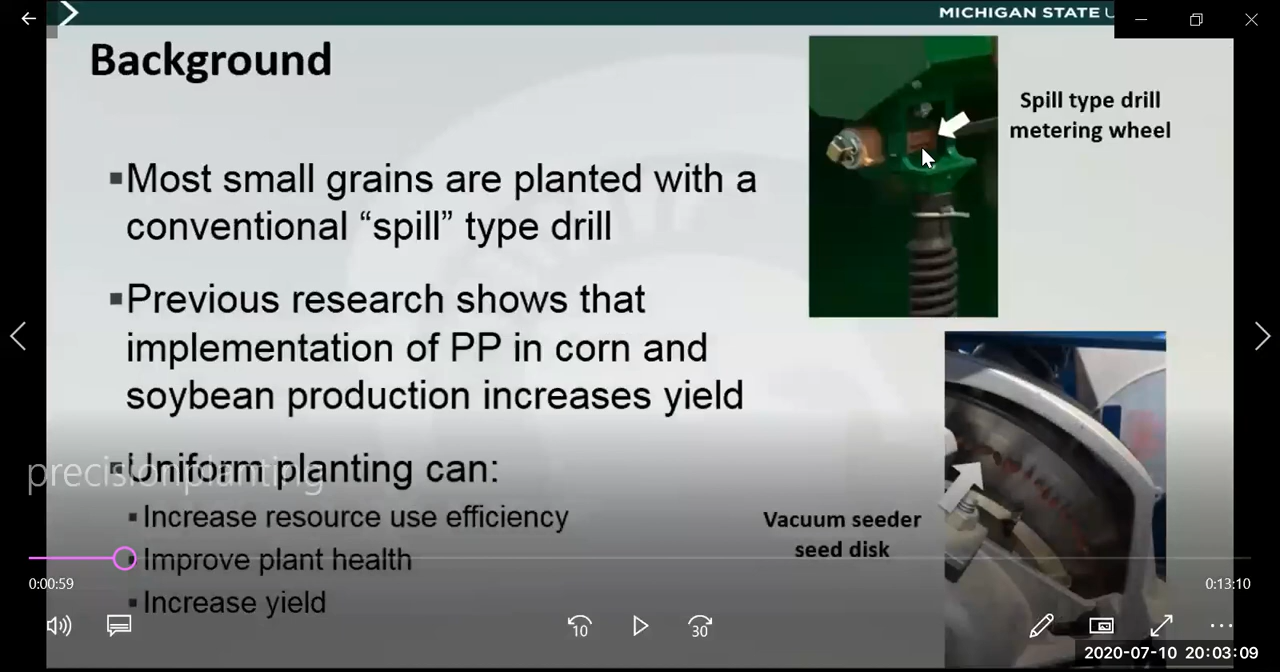 MICHIGAN STATE U
Background
Spill type drill
metering wheel
▪Most small grains are planted with a
conventional “spill” type drill
▪Previous research shows that
implementation of PP in corn and
soybean production increases yield
▪Uniform planting can:
precisionplanting
▪Increase resource use efficiency
▪Improve plant health
▪Increase yield
Vacuum seeder
seed disk
0:00:59
0:13:10
10
30
2020-07-10 20:03:09